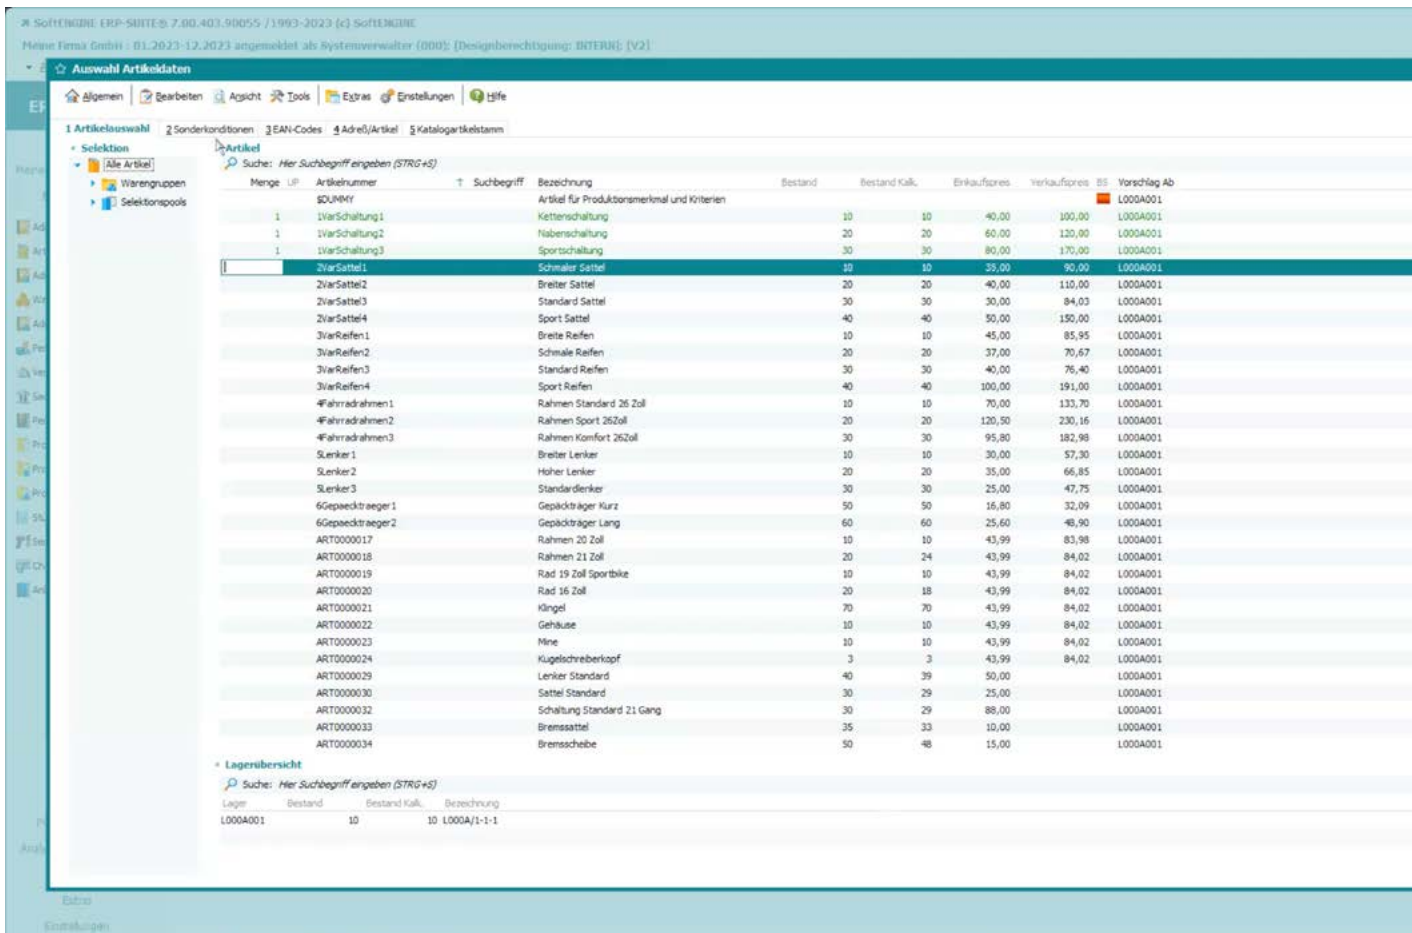 SoftENGINE ERP-SUITE® 7.00.403.90055 /1993-2023 (c) SoftENGINE
Meine Firma GmbH : 01.2023-12.2023 angemeldet als Systemverwalter (000); [Designberechtigung: INTERN]; [V2]
Auswahl Artikeldaten
Allgemein Bearbeiten Ansicht Tools Extras Einstellungen Hilfe
1 Artikelauswahl 2 Sonderkonditionen 3 EAN-Codes 4 Adreß/Artikel 5 Katalogartikelstamm
Selektion
Alle Artikel
Warengruppen
Selektionspools
Artikel
Suche: Hier Suchbegriff eingeben (STRG+S)
Menge UP Artikelnummer ↑ Suchbegriff Bezeichnung Bestand Bestand Kalk. Einkaufspreis Verkaufspreis BS Vorschlag Ab
$DUMMY Artikel für Produktionsmerkmal und Kriterien L000A001
1 1VarSchaltung1 Kettenschaltung 10 10 40,00 100,00 L000A001
1 1VarSchaltung2 Nabenschaltung 20 20 60,00 120,00 L000A001
1 1VarSchaltung3 Sportschaltung 30 30 80,00 170,00 L000A001
2VarSattel1 Schmaler Sattel 10 10 35,00 90,00 L000A001
2VarSattel2 Breiter Sattel 20 20 40,00 110,00 L000A001
2VarSattel3 Standard Sattel 30 30 30,00 84,03 L000A001
2VarSattel4 Sport Sattel 40 40 50,00 150,00 L000A001
3VarReifen1 Breite Reifen 10 10 45,00 85,95 L000A001
3VarReifen2 Schmale Reifen 20 20 37,00 70,67 L000A001
3VarReifen3 Standard Reifen 30 30 40,00 76,40 L000A001
3VarReifen4 Sport Reifen 40 40 100,00 191,00 L000A001
4Fahrradrahmen1 Rahmen Standard 26 Zoll 10 10 70,00 133,70 L000A001
4Fahrradrahmen2 Rahmen Sport 26Zoll 20 20 120,50 230,16 L000A001
4Fahrradrahmen3 Rahmen Komfort 26Zoll 30 30 95,80 182,98 L000A001
5Lenker1 Breiter Lenker 10 10 30,00 57,30 L000A001
5Lenker2 Hoher Lenker 20 20 35,00 66,85 L000A001
5Lenker3 Standardlenker 30 30 25,00 47,75 L000A001
6Gepaecktraeger1 Gepäckträger Kurz 50 50 16,80 32,09 L000A001
6Gepaecktraeger2 Gepäckträger Lang 60 60 25,60 48,90 L000A001
ART0000017 Rahmen 20 Zoll 10 10 43,99 83,98 L000A001
ART0000018 Rahmen 21 Zoll 20 24 43,99 84,02 L000A001
ART0000019 Rad 19 Zoll Sportbike 10 10 43,99 84,02 L000A001
ART0000020 Rad 16 Zoll 20 18 43,99 84,02 L000A001
ART0000021 Klingel 70 70 43,99 84,02 L000A001
ART0000022 Gehäuse 10 10 43,99 84,02 L000A001
ART0000023 Mine 10 10 43,99 84,02 L000A001
ART0000024 Kugelschreiberkopf 3 3 43,99 84,02 L000A001
ART0000029 Lenker Standard 40 39 50,00 L000A001
ART0000030 Sattel Standard 30 29 25,00 L000A001
ART0000032 Schaltung Standard 21 Gang 30 29 88,00 L000A001
ART0000033 Bremssattel 35 33 10,00 L000A001
ART0000034 Bremsscheibe 50 48 15,00 L000A001
Lagerübersicht
Suche: Hier Suchbegriff eingeben (STRG+S)
Lager Bestand Bestand Kalk. Bezeichnung
L000A001 10 10 L000A/1-1-1
Extras
Einstellungen